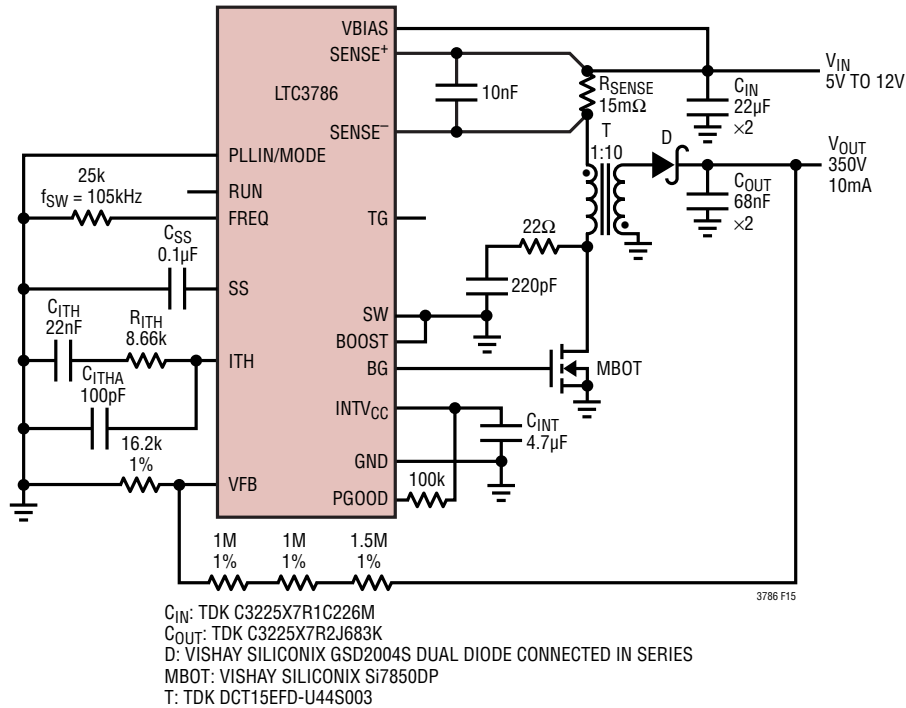 VBIAS
SENSE+
LTC3786
10nF
SENSE–
RSENSE
15mΩ
VIN
5V TO 12V
CIN
22µF
×2
T
1:10
D
VOUT
350V
10mA
COUT
68nF
×2
PLLIN/MODE
25k
fSW = 105kHz
RUN
FREQ
TG
CSS
0.1µF
SS
22Ω
220pF
SW
BOOST
CITH
22nF
RITH
8.66k
ITH
BG
MBOT
CITHA
100pF
INTVCC
CINT
4.7µF
16.2k
1%
GND
VFB
100k
PGOOD
1M
1%
1M
1%
1.5M
1%
3786 F15
CIN: TDK C3225X7R1C226M
COUT: TDK C3225X7R2J683K
D: VISHAY SILICONIX GSD2004S DUAL DIODE CONNECTED IN SERIES
MBOT: VISHAY SILICONIX Si7850DP
T: TDK DCT15EFD-U44S003